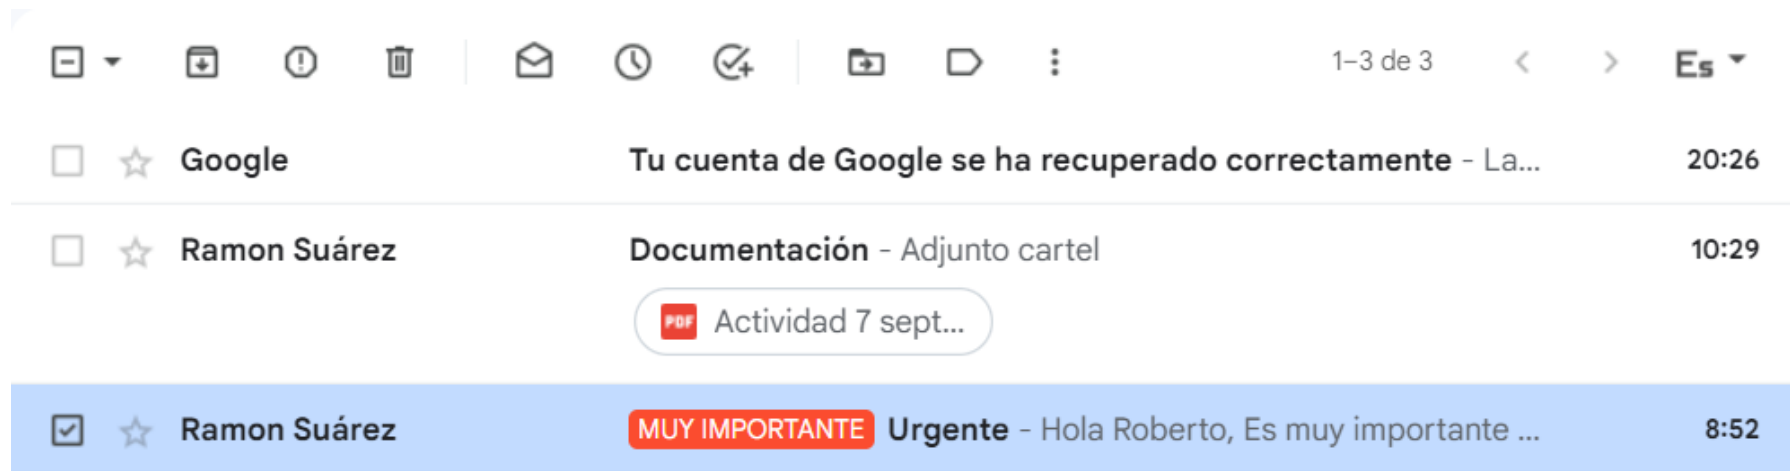 1–3 de 3 Es
Google Tu cuenta de Google se ha recuperado correctamente - La... 20:26
Ramon Suárez Documentación - Adjunto cartel 10:29
PDF Actividad 7 sept...
Ramon Suárez MUY IMPORTANTE Urgente - Hola Roberto, Es muy importante ... 8:52